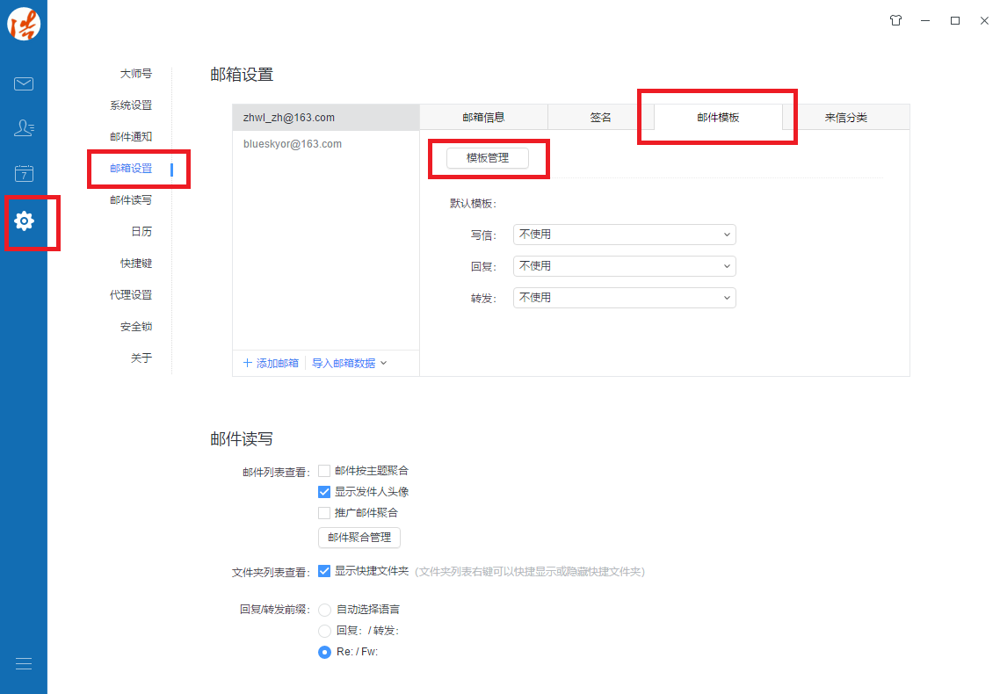 7
大师号
系统设置
邮件通知
邮箱设置
邮件读写
日历
快捷键
代理设置
安全锁
关于
邮箱设置
zhwl_zh@163.com
blueskyor@163.com
添加邮箱 导入邮箱数据
邮箱信息 签名 邮件模板 来信分类
模板管理
默认模板：
写信： 不使用
回复： 不使用
转发： 不使用
邮件读写
邮件列表查看： 邮件按主题聚合
显示发件人头像
推广邮件聚合
邮件聚合管理
文件夹列表查看： 显示快捷文件夹 (文件夹列表右键可以快捷显示或隐藏快捷文件夹)
回复/转发前缀： 自动选择语言
回复：/ 转发：
Re: / Fw: